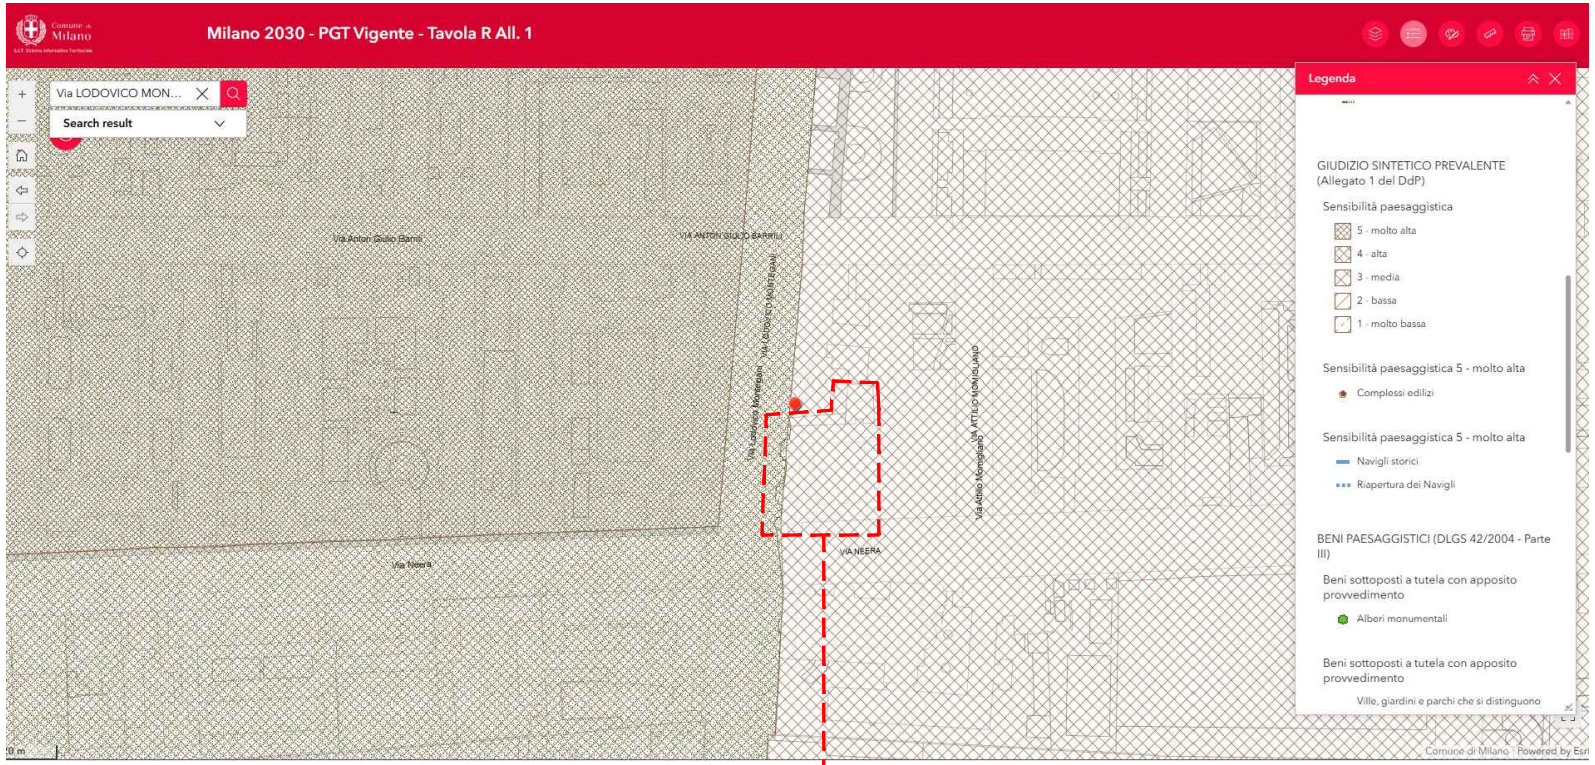 Comune di
Milano
S.I.T. Sistema Informativo Territoriale
Milano 2030 - PGT Vigente - Tavola R All. 1
Via LODOVICO MON...
Search result
Via Anton Giulio Barrili
VIA ANTON GIULIO BARRILI
VIA LODOVICO MONTEGANI
Via Lodovico Montegani
VIA ATTILIO MOMIGLIANO
Via Attilio Momigliano
VIA NEERA
Via Neera
Legenda
GIUDIZIO SINTETICO PREVALENTE
(Allegato 1 del DdP)
Sensibilità paesaggistica
5 - molto alta
4 - alta
3 - media
2 - bassa
1 - molto bassa
Sensibilità paesaggistica 5 - molto alta
Complessi edilizi
Sensibilità paesaggistica 5 - molto alta
Navigli storici
Riapertura dei Navigli
BENI PAESAGGISTICI (DLGS 42/2004 - Parte
III)
Beni sottoposti a tutela con apposito
provvedimento
Alberi monumentali
Beni sottoposti a tutela con apposito
provvedimento
Ville, giardini e parchi che si distinguono
0 m
Comune di Milano | Powered by Esri